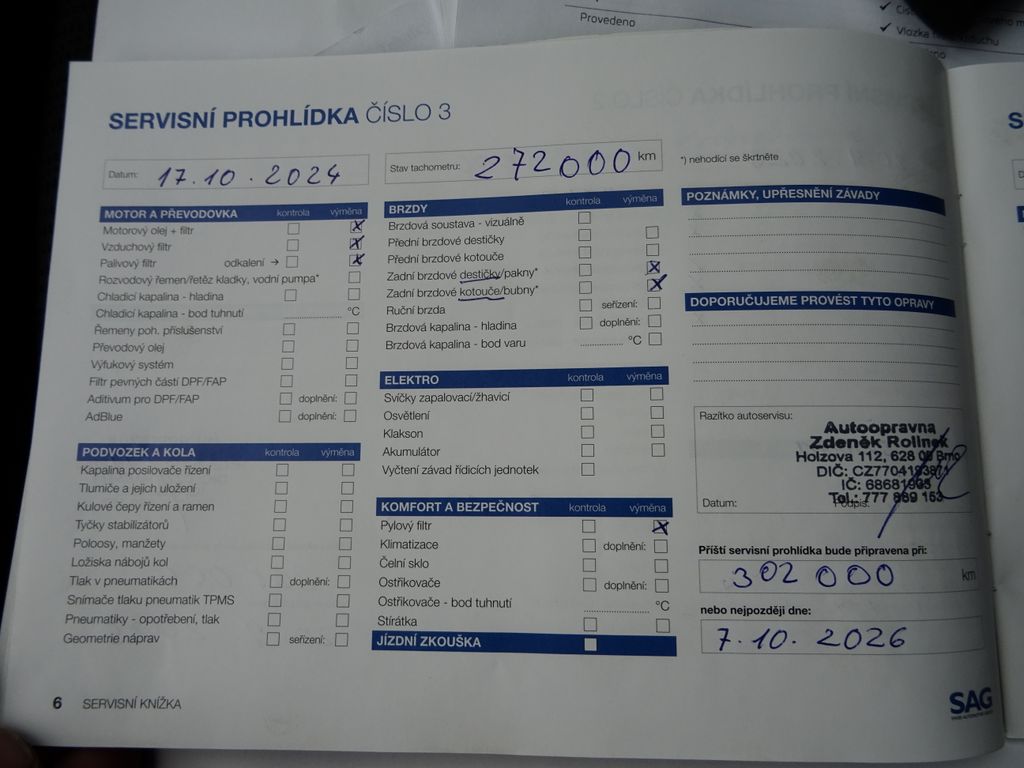 Provedeno
✓ Vložka
SERVISNÍ PROHLÍDKA ČÍSLO 3
Datum: 17.10.2024
MOTOR A PŘEVODOVKA kontrola výměna
Motorový olej + filtr
Vzduchový filtr
Palivový filtr odkalení →
Rozvodový řemen/řetěz kladky, vodní pumpa*
Chladicí kapalina - hladina
Chladicí kapalina - bod tuhnutí °C
Řemeny poh. příslušenství
Převodový olej
Výfukový systém
Filtr pevných částí DPF/FAP
Aditivum pro DPF/FAP doplnění:
AdBlue doplnění:
PODVOZEK A KOLA kontrola výměna
Kapalina posilovače řízení
Tlumiče a jejich uložení
Kulové čepy řízení a ramen
Tyčky stabilizátorů
Poloosy, manžety
Ložiska nábojů kol
Tlak v pneumatikách doplnění:
Snímače tlaku pneumatik TPMS
Pneumatiky - opotřebení, tlak
Geometrie náprav seřízení:
Stav tachometru: 272000 km
BRZDY kontrola výměna
Brzdová soustava - vizuálně
Přední brzdové destičky
Přední brzdové kotouče
Zadní brzdové destičky/pakny*
Zadní brzdové kotouče/bubny*
Ruční brzda seřízení:
Brzdová kapalina - hladina doplnění:
Brzdová kapalina - bod varu °C
ELEKTRO kontrola výměna
Svíčky zapalovací/žhavicí
Osvětlení
Klakson
Akumulátor
Vyčtení závad řídicích jednotek
KOMFORT A BEZPEČNOST kontrola výměna
Pylový filtr
Klimatizace doplnění:
Čelní sklo
Ostřikovače doplnění:
Ostřikovače - bod tuhnutí °C
Stírátka
JÍZDNÍ ZKOUŠKA
*) nehodící se škrtněte
POZNÁMKY, UPŘESNĚNÍ ZÁVADY
DOPORUČUJEME PROVÉST TYTO OPRAVY
Razítko autoservisu:
Autoopravna
Zdeněk Rolinek
Holzova 112, 628 00 Brno
DIČ:
IČ:
Tel.: 777 889 153
Datum: Podpis:
Příští servisní prohlídka bude připravena při:
302 000 km
nebo nejpozději dne:
7.10.2026
6 SERVISNÍ KNÍŽKA
SAG